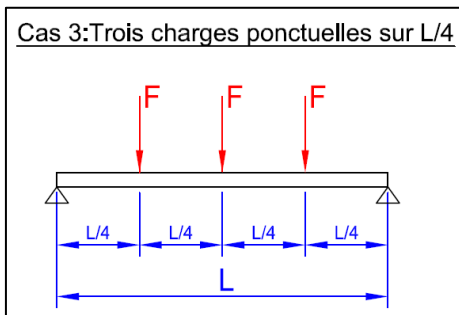 Cas 3:Trois charges ponctuelles sur L/4
F F F
L/4 L/4 L/4 L/4
L